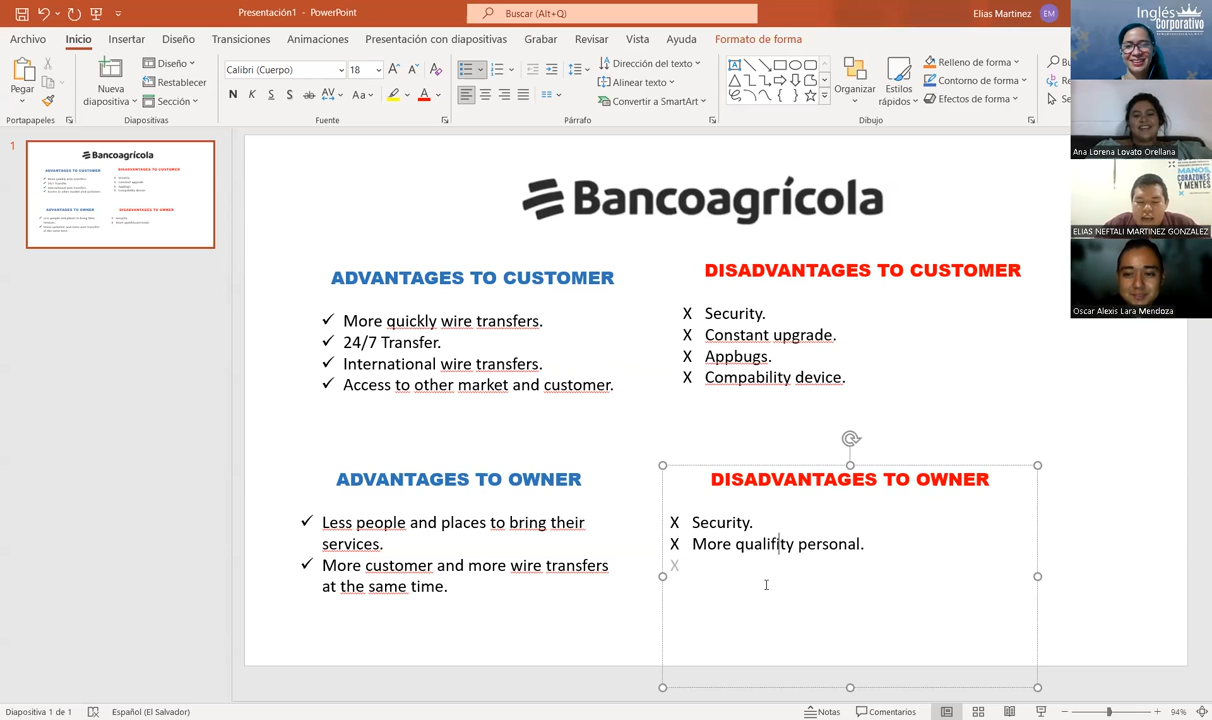 Presentación1 - PowerPoint
Buscar (Alt+Q)
Elias Martinez
EM
Archivo Inicio Insertar Diseño Transiciones Animaciones Presentación de diapositivas Grabar Revisar Vista Ayuda Formato de forma
Pegar
Nueva diapositiva
Diseño
Restablecer
Sección
Calibri (Cuerpo) 18
N K S S ab AV Aa A
Dirección del texto
Alinear texto
Convertir a SmartArt
Organizar
Estilos rápidos
Relleno de forma
Contorno de forma
Efectos de forma
Portapapeles Diapositivas Fuente Párrafo Dibujo
Inglés
Corporativo
Ana Lorena Lovato Orellana
MANOS,
CORAZONES
Y MENTES
ELIAS NEFTALI MARTINEZ GONZALEZ
Oscar Alexis Lara Mendoza
1
Bancoagrícola
ADVANTAGES TO CUSTOMER
✓ More quickly wire transfers.
✓ 24/7 Transfer.
✓ International wire transfers.
✓ Access to other market and customer.
DISADVANTAGES TO CUSTOMER
X Security.
X Constant upgrade.
X Appbugs.
X Compability device.
ADVANTAGES TO OWNER
✓ Less people and places to bring their
services.
✓ More customer and more wire transfers
at the same time.
DISADVANTAGES TO OWNER
X Security.
X More qualifity personal.
X
Diapositiva 1 de 1
Español (El Salvador)
Notas
Comentarios
94%